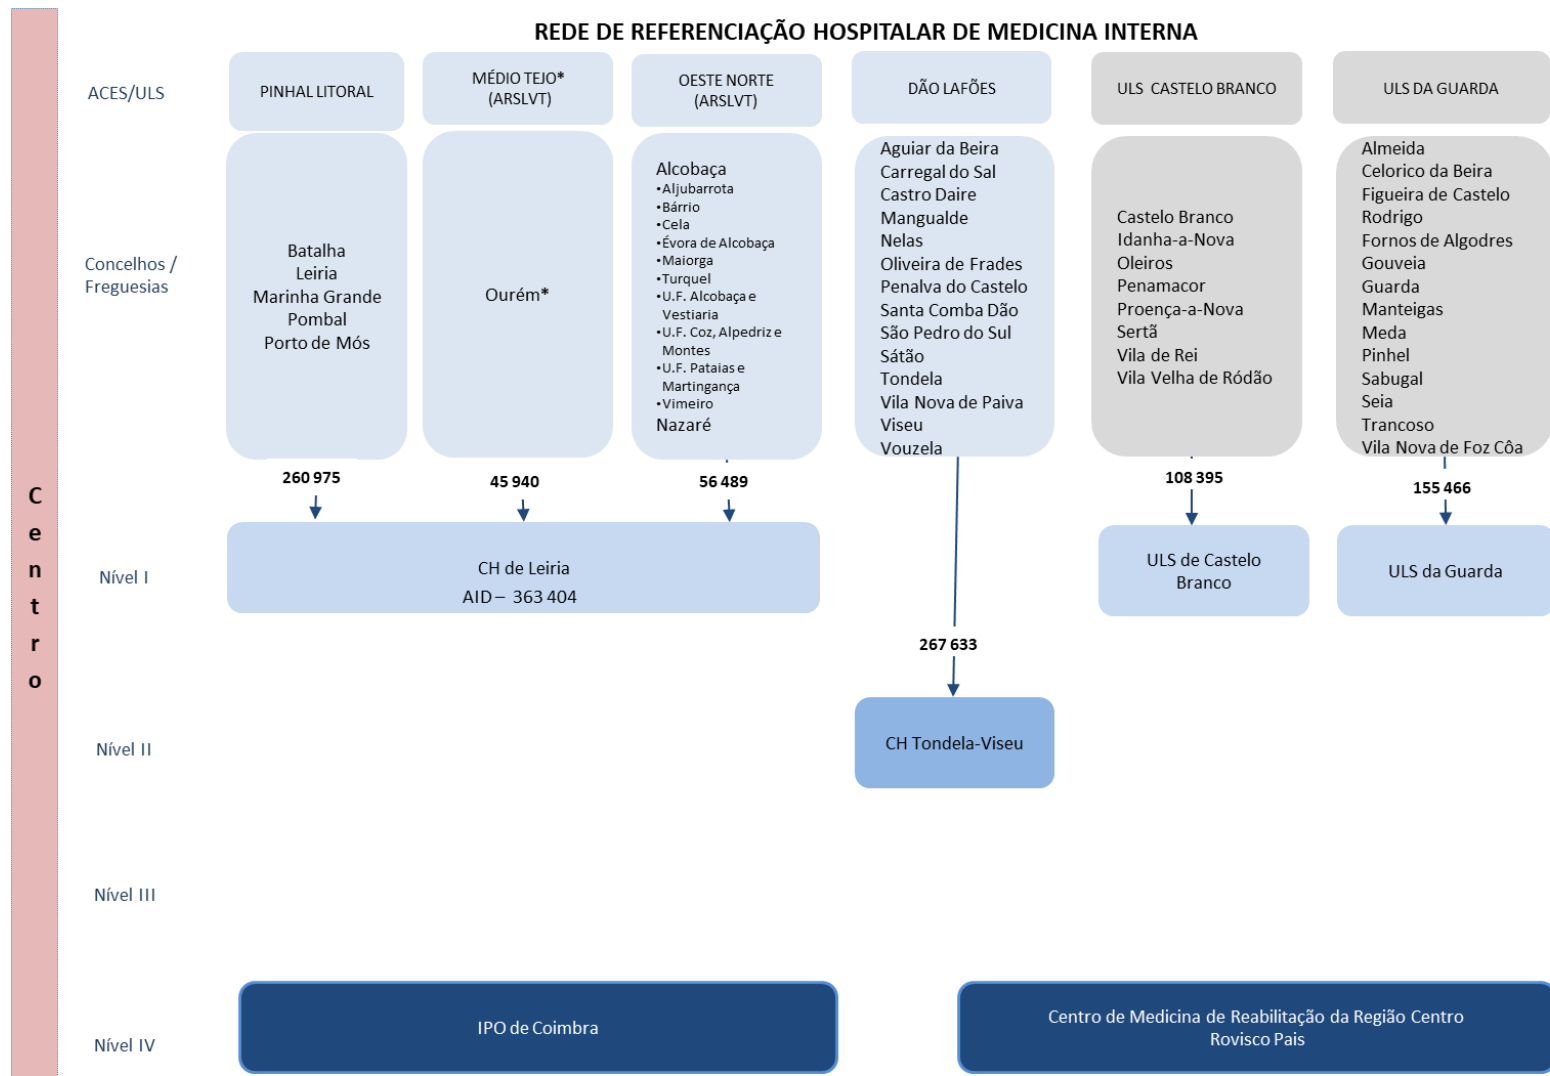 REDE DE REFERENCIAÇÃO HOSPITALAR DE MEDICINA INTERNA
Centro
ACES/ULS
PINHAL LITORAL
MÉDIO TEJO*
(ARSLVT)
OESTE NORTE
(ARSLVT)
DÃO LAFÕES
ULS CASTELO BRANCO
ULS DA GUARDA
Concelhos /
Freguesias
Batalha
Leiria
Marinha Grande
Pombal
Porto de Mós
Ourém*
Alcobaça
•Aljubarrota
•Bárrio
•Cela
•Évora de Alcobaça
•Maiorga
•Turquel
•U.F. Alcobaça e
Vestiaria
•U.F. Coz, Alpedriz e
Montes
•U.F. Pataias e
Martingança
•Vimeiro
Nazaré
Aguiar da Beira
Carregal do Sal
Castro Daire
Mangualde
Nelas
Oliveira de Frades
Penalva do Castelo
Santa Comba Dão
São Pedro do Sul
Sátão
Tondela
Vila Nova de Paiva
Viseu
Vouzela
Castelo Branco
Idanha-a-Nova
Oleiros
Penamacor
Proença-a-Nova
Sertã
Vila de Rei
Vila Velha de Ródão
Almeida
Celorico da Beira
Figueira de Castelo
Rodrigo
Fornos de Algodres
Gouveia
Guarda
Manteigas
Meda
Pinhel
Sabugal
Seia
Trancoso
Vila Nova de Foz Côa
260 975
45 940
56 489
108 395
155 466
Nível I
CH de Leiria
AID – 363 404
ULS de Castelo
Branco
ULS da Guarda
267 633
Nível II
CH Tondela-Viseu
Nível III
Nível IV
IPO de Coimbra
Centro de Medicina de Reabilitação da Região Centro
Rovisco Pais